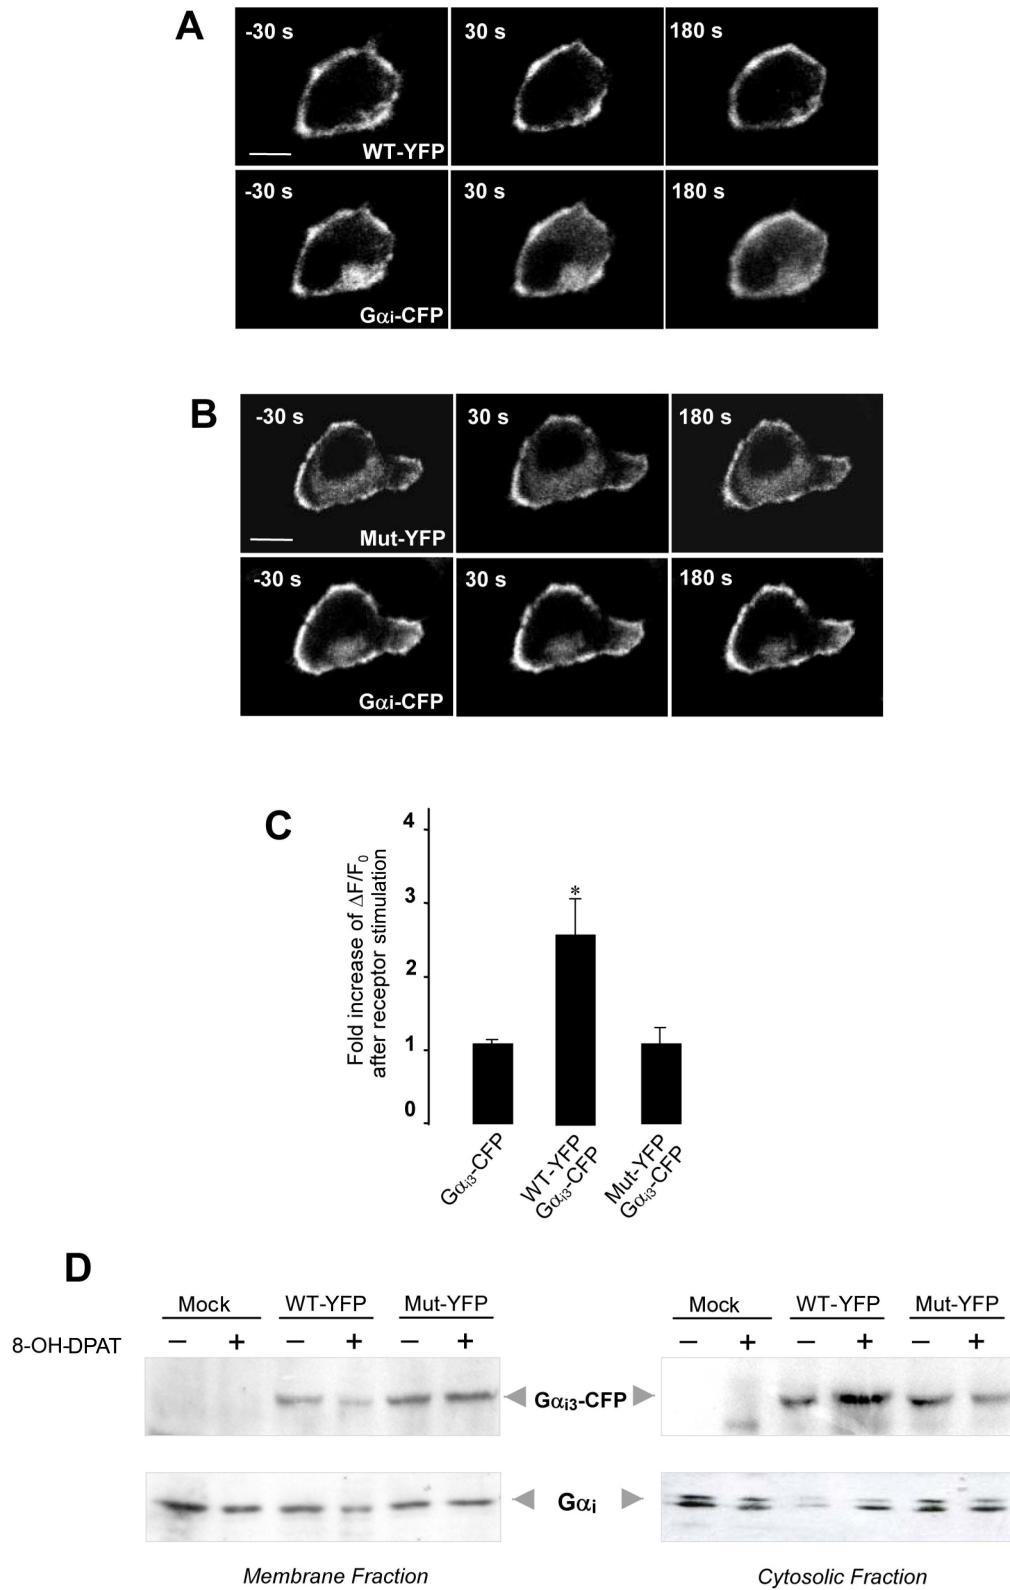 A
-30 s 30 s 180 s
WT-YFP
-30 s 30 s 180 s
Gαi-CFP
B
-30 s 30 s 180 s
Mut-YFP
-30 s 30 s 180 s
Gαi-CFP
C
Fold increase of ΔF/F0
after receptor stimulation
4
3
2
1
0
*
Gαi3-CFP
WT-YFP
Gαi3-CFP
Mut-YFP
Gαi3-CFP
D
Mock WT-YFP Mut-YFP Mock WT-YFP Mut-YFP
8-OH-DPAT − + − + − + − + − + − +
Gαi3-CFP
Gαi
Membrane Fraction Cytosolic Fraction